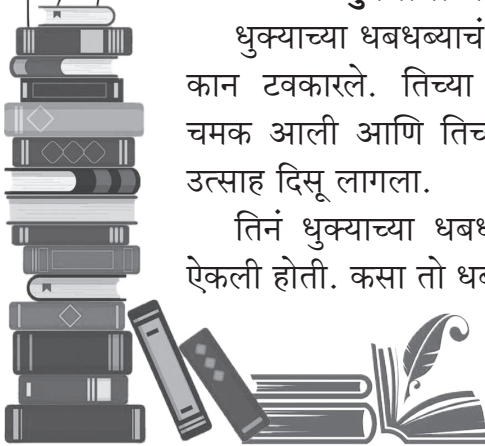 धुक्याच्या धबधब्याचं
कान टवकारले. तिच्या
चमक आली आणि तिच
उत्साह दिसू लागला.
तिनं धुक्याच्या धबध
ऐकली होती. कसा तो धब